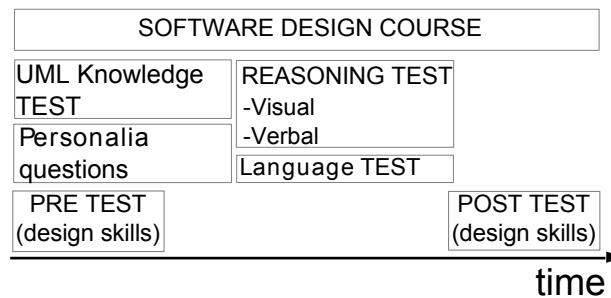 SOFTWARE DESIGN COURSE
UML Knowledge
TEST
Personalia
questions
REASONING TEST
-Visual
-Verbal
Language TEST
PRE TEST
(design skills)
POST TEST
(design skills)
time